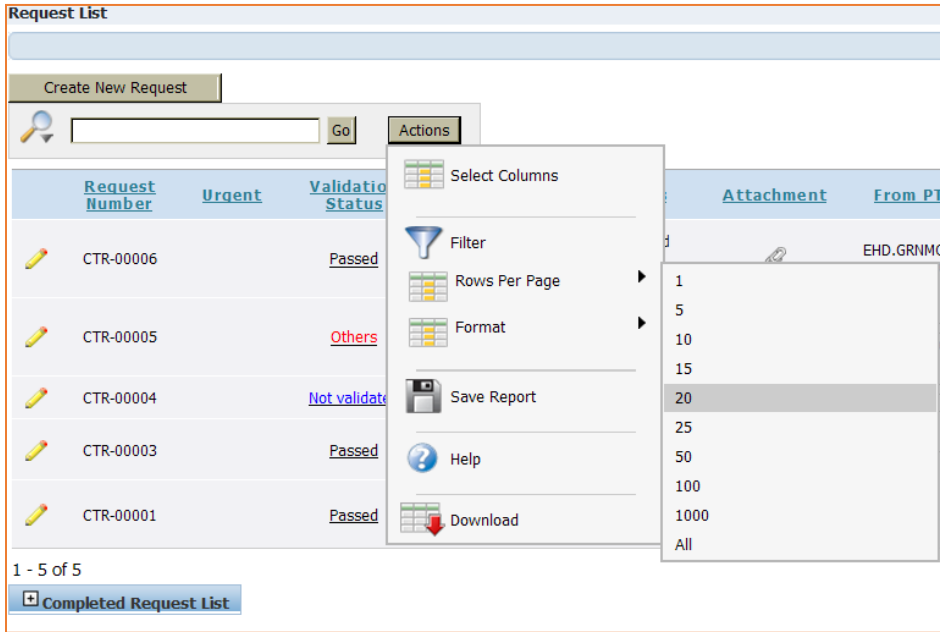 Request List
Create New Request
Go
Actions
Request Number
Urgent
Validatio
Status
Attachment
From PT
CTR-00006
Passed
d
EHD.GRNM
CTR-00005
Others
CTR-00004
Not validate
CTR-00003
Passed
CTR-00001
Passed
Select Columns
Filter
Rows Per Page
Format
Save Report
Help
Download
1
5
10
15
20
25
50
100
1000
All
1 - 5 of 5
Completed Request List